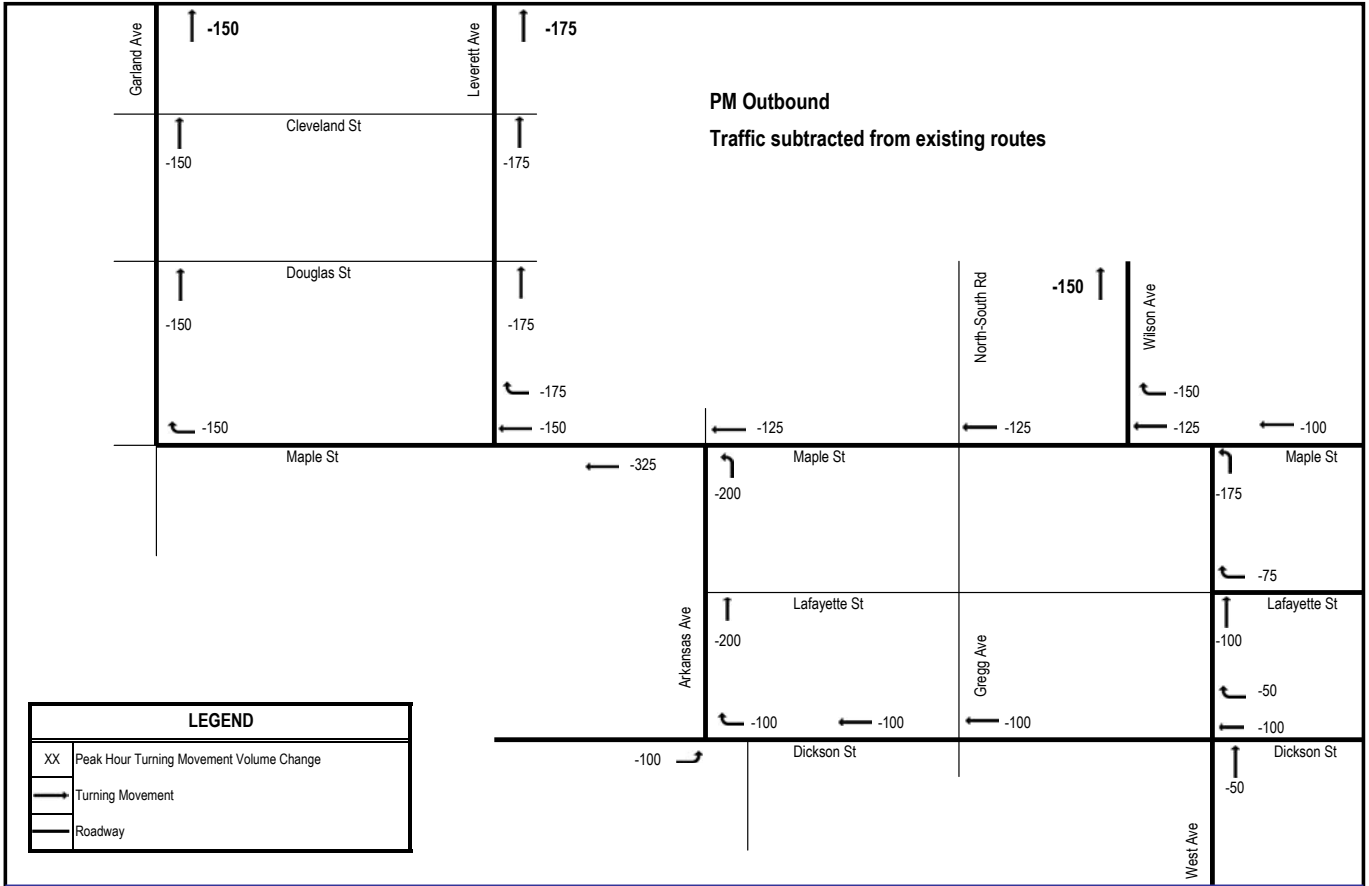 Garland Ave
-150
Leverett Ave
-175
PM Outbound
Traffic subtracted from existing routes
Cleveland St
-150
-175
Douglas St
-150
-175
North-South Rd
-150
Wilson Ave
-175
-150
-150
-150
-125
-125
-125
-100
Maple St
-325
Maple St
Maple St
-200
-175
-75
Arkansas Ave
Lafayette St
Lafayette St
-200
Gregg Ave
-100
-50
-100
-100
-100
-100
-100
Dickson St
Dickson St
-50
West Ave
LEGEND
XX Peak Hour Turning Movement Volume Change
Turning Movement
Roadway